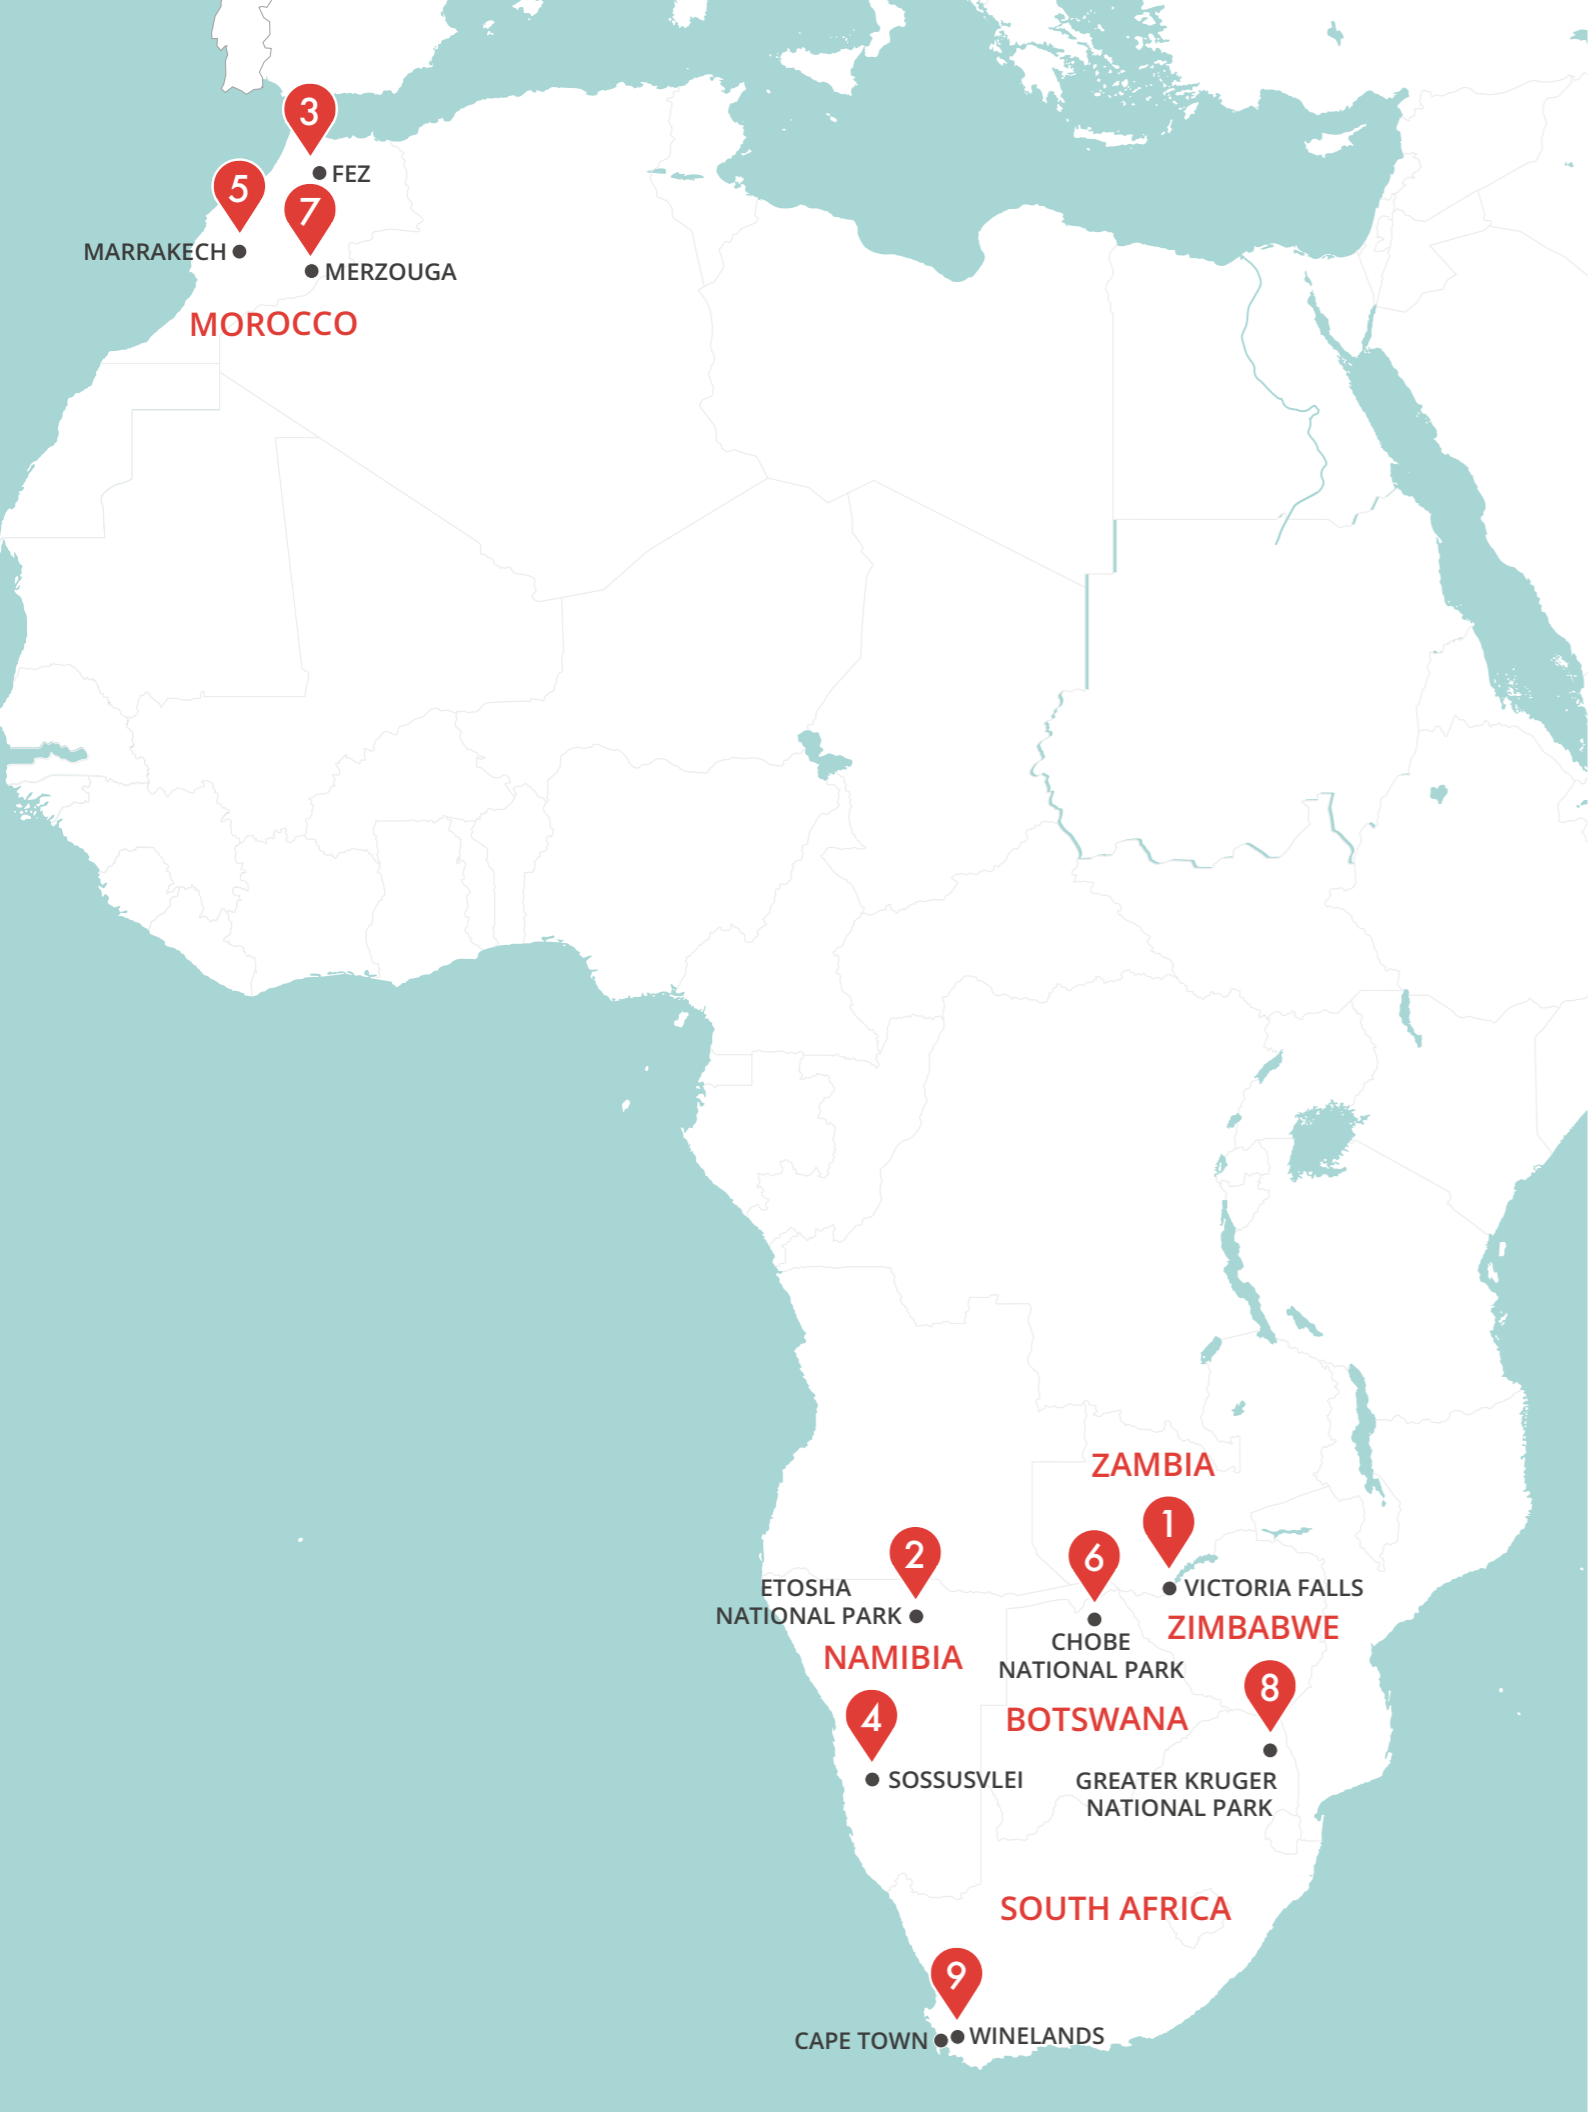 3
FEZ
5
7
MARRAKECH
MERZOUGA
MOROCCO
ZAMBIA
1
2
6
ETOSHA
NATIONAL PARK
VICTORIA FALLS
ZIMBABWE
CHOBE
NATIONAL PARK
NAMIBIA
8
4
BOTSWANA
SOSSUSVLEI
GREATER KRUGER
NATIONAL PARK
SOUTH AFRICA
9
CAPE TOWN
WINELANDS